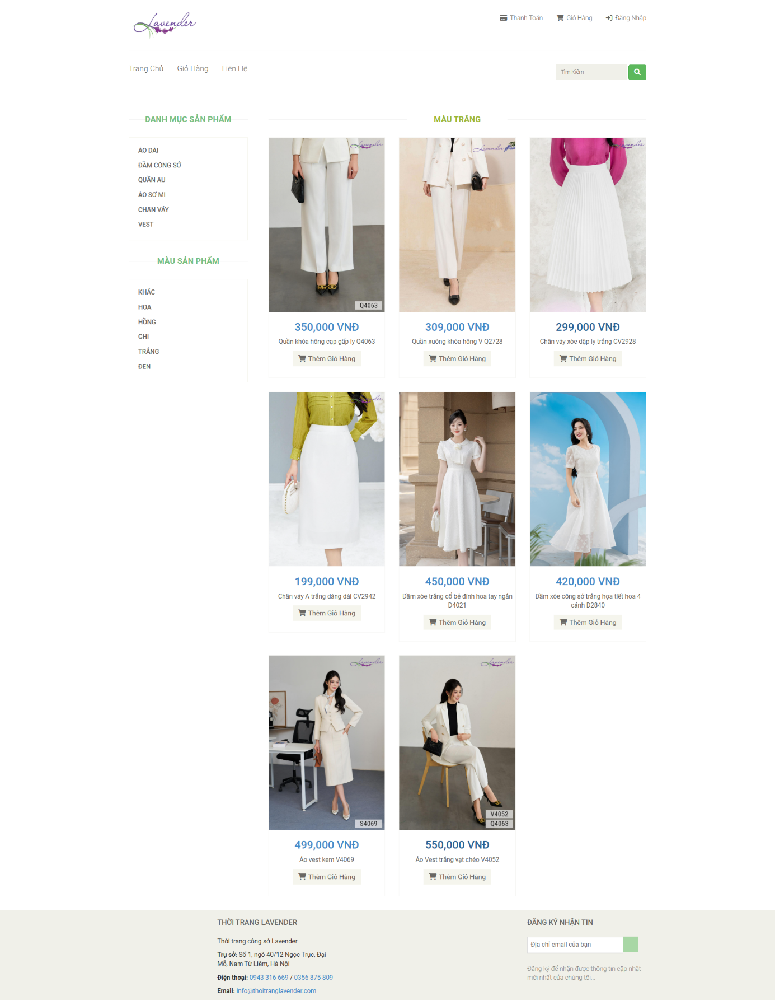 Lavender
Thanh Toán
Giỏ Hàng
Đăng Nhập
Trang Chủ
Giỏ Hàng
Liên Hệ
Tìm Kiếm
DANH MỤC SẢN PHẨM
ÁO DÀI
ĐẦM CÔNG SỞ
QUẦN ÂU
ÁO SƠ MI
CHÂN VÁY
VEST
MÀU SẢN PHẨM
KHÁC
HOA
HỒNG
GHI
TRẮNG
ĐEN
MÀU TRẮNG
Lavender
Q4063
Lavender
Lavender
350,000 VNĐ
Quần khóa hông cạp gấp ly Q4063
Thêm Giỏ Hàng
309,000 VNĐ
Quần xuông khóa hông V Q2728
Thêm Giỏ Hàng
299,000 VNĐ
Chân váy xòe dập ly trắng CV2928
Thêm Giỏ Hàng
Lavender
199,000 VNĐ
Chân váy A trắng dáng dài CV2942
Thêm Giỏ Hàng
450,000 VNĐ
Đầm xòe trắng cổ bẻ đính hoa tay ngắn
D4021
Thêm Giỏ Hàng
420,000 VNĐ
Đầm xòe công sở trắng họa tiết hoa 4
cánh D2840
Thêm Giỏ Hàng
Lavender
S4069
Lavender
V4052
Q4063
499,000 VNĐ
Áo vest kem V4069
Thêm Giỏ Hàng
550,000 VNĐ
Áo Vest trắng vạt chéo V4052
Thêm Giỏ Hàng
THỜI TRANG LAVENDER
Thời trang công sở Lavender
Trụ sở: Số 1, ngõ 40/12 Ngọc Trục, Đại
Mỗ, Nam Từ Liêm, Hà Nội
Điện thoại: 0943 316 669 / 0356 875 809
Email: info@thoitranglavender.com
ĐĂNG KÝ NHẬN TIN
Địa chỉ email của bạn
Đăng ký để nhận được thông tin cập nhật
mới nhất của chúng tôi...